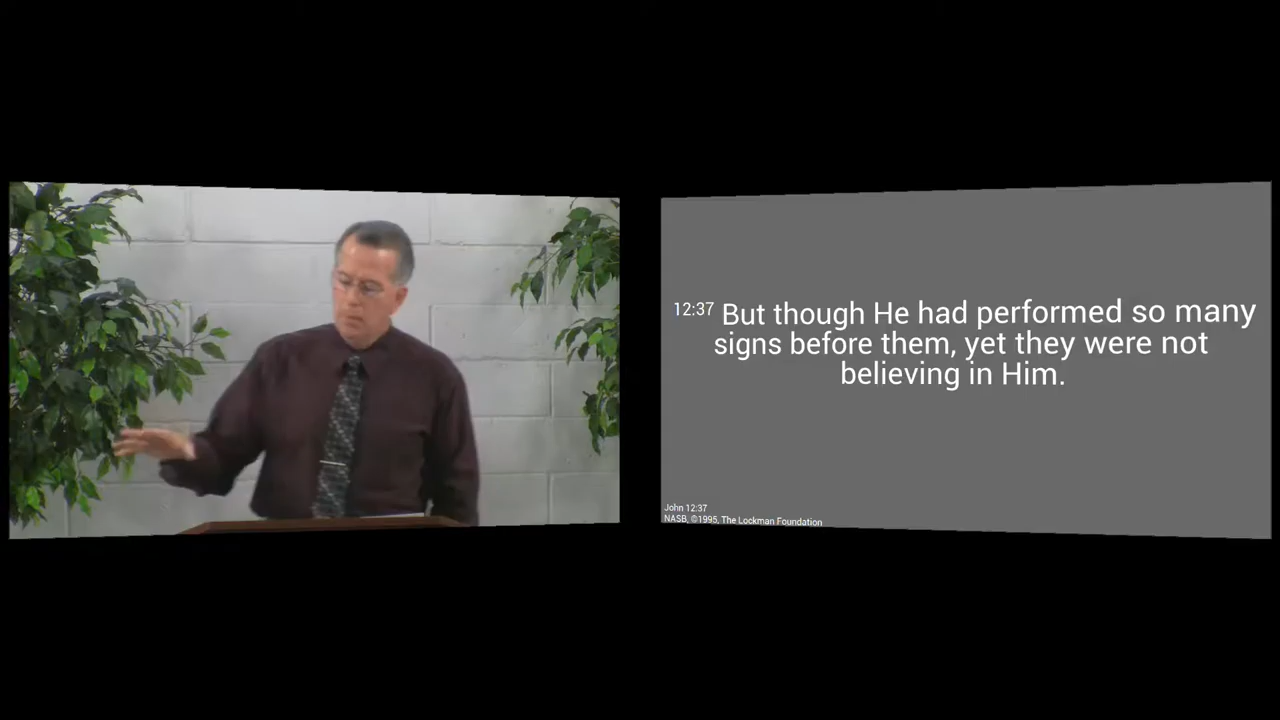 12:37 But though He had performed so many
signs before them, yet they were not
believing in Him.
John 12:37
NASB, ©1995, The Lockman Foundation